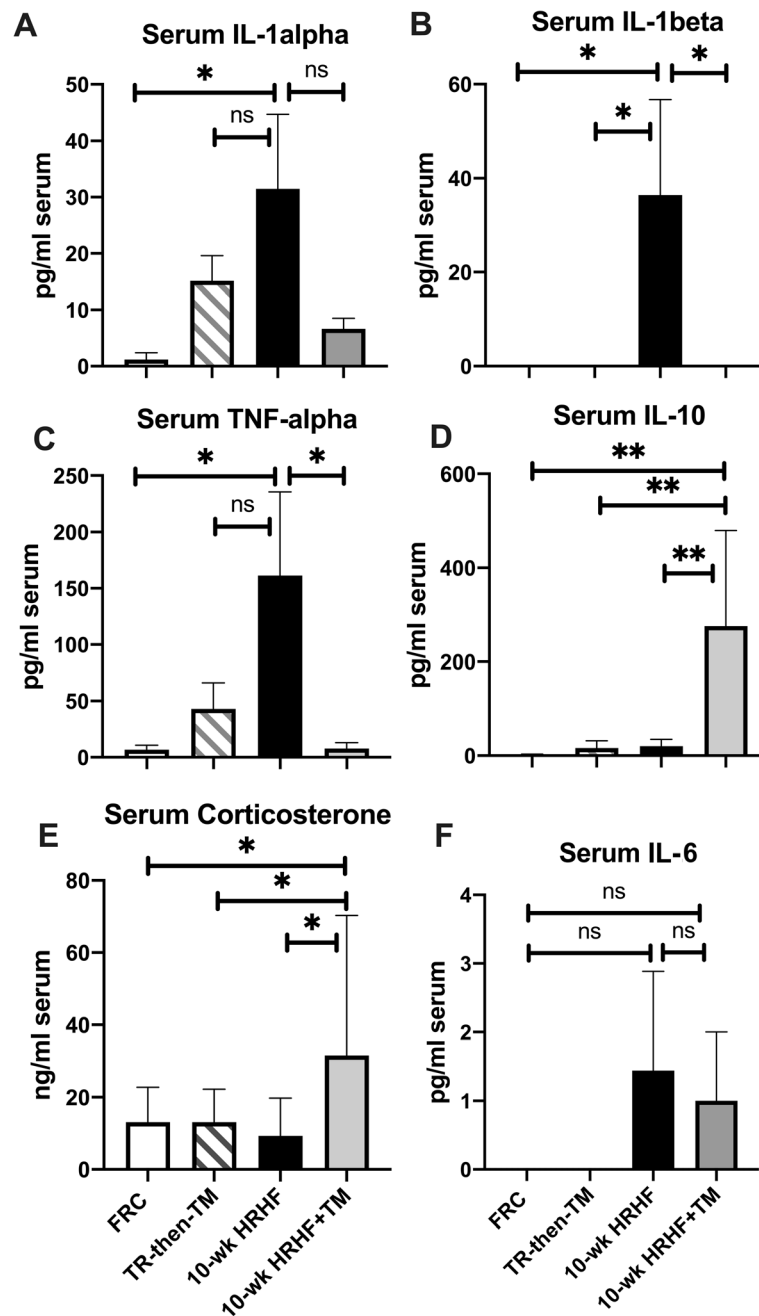 A
Serum IL-1alpha
pg/ml serum
50
40
30
20
10
0
*
ns
ns
B
Serum IL-1beta
pg/ml serum
60
40
20
0
*
*
*
C
Serum TNF-alpha
pg/ml serum
250
200
150
100
50
0
*
*
ns
D
Serum IL-10
pg/ml serum
600
400
200
0
**
**
**
E
Serum Corticosterone
ng/ml serum
80
60
40
20
0
*
*
*
FRC
TR-then-TM
10-wk HRHF
10-wk HRHF+TM
F
Serum IL-6
pg/ml serum
4
3
2
1
0
ns
ns
ns
FRC
TR-then-TM
10-wk HRHF
10-wk HRHF+TM